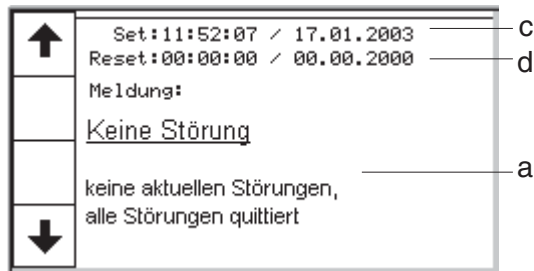 Set:11:52:07 / 17.01.2003
c
Reset:00:00:00 / 00.00.2000
d
Meldung:
Keine Störung
a
keine aktuellen Störungen,
alle Störungen quittiert